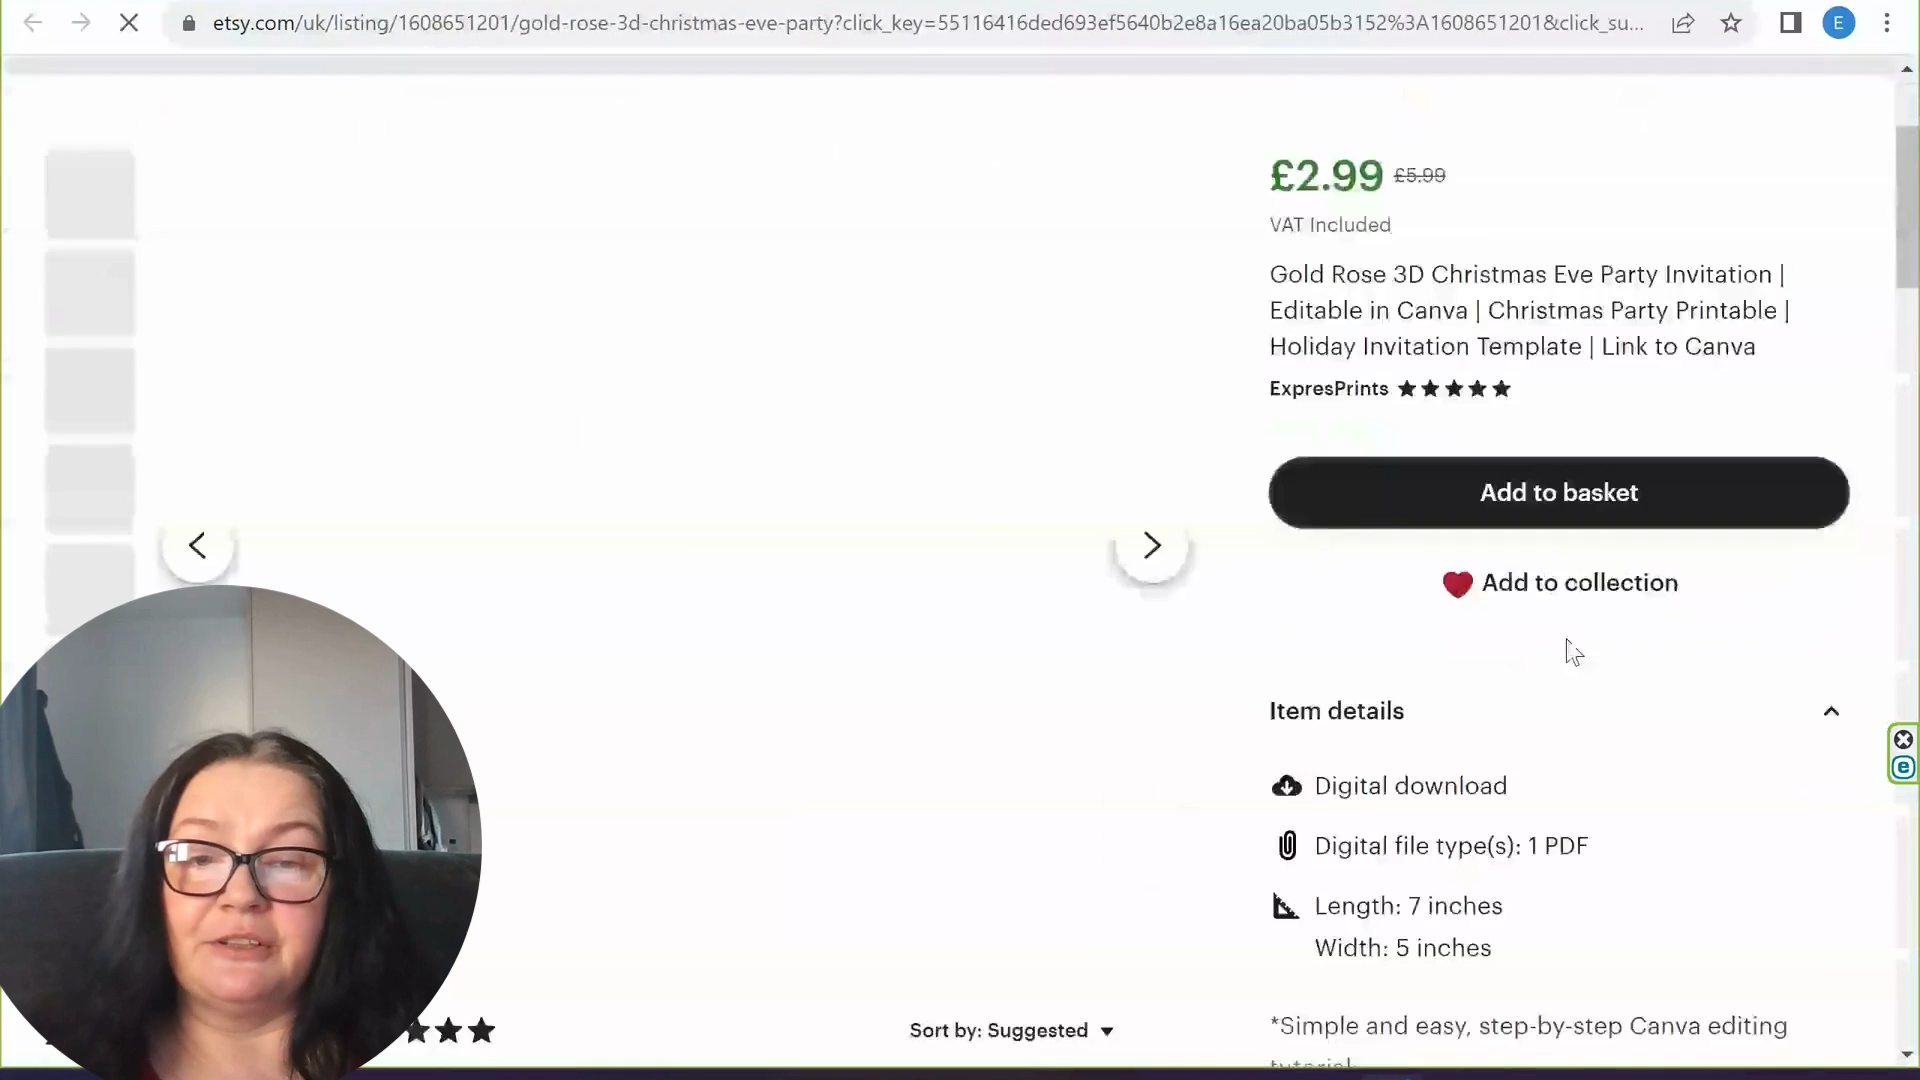 etsy.com/uk/listing/1608651201/gold-rose-3d-christmas-eve-party?click_key=55116416ded693ef5640b2e8a16ea20ba05b3152%3A1608651201&click_su...
E
£2.99 £5.99
VAT Included
Gold Rose 3D Christmas Eve Party Invitation |
Editable in Canva | Christmas Party Printable |
Holiday Invitation Template | Link to Canva
ExpresPrints
Add to basket
Add to collection
Item details
e
Digital download
Digital file type(s): 1 PDF
Length: 7 inches
Width: 5 inches
Sort by: Suggested
*Simple and easy, step-by-step Canva editing